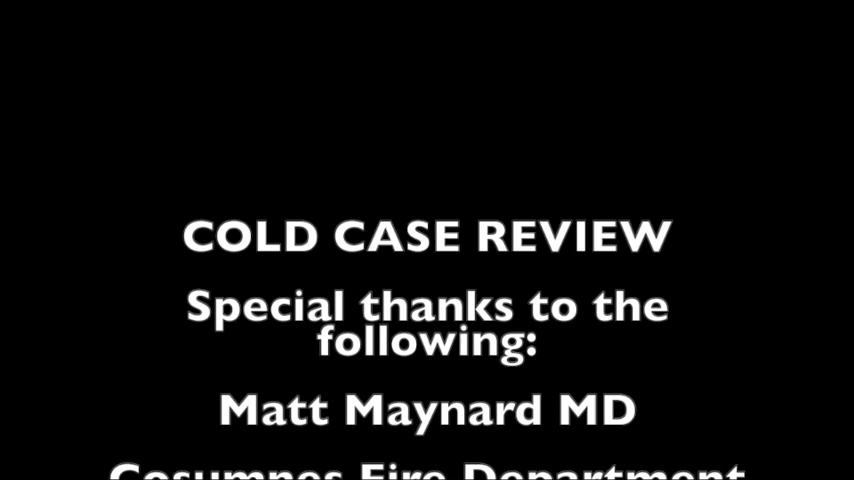 COLD CASE REVIEW
Special thanks to the
following:
Matt Maynard MD
Cosumnes Fire Department